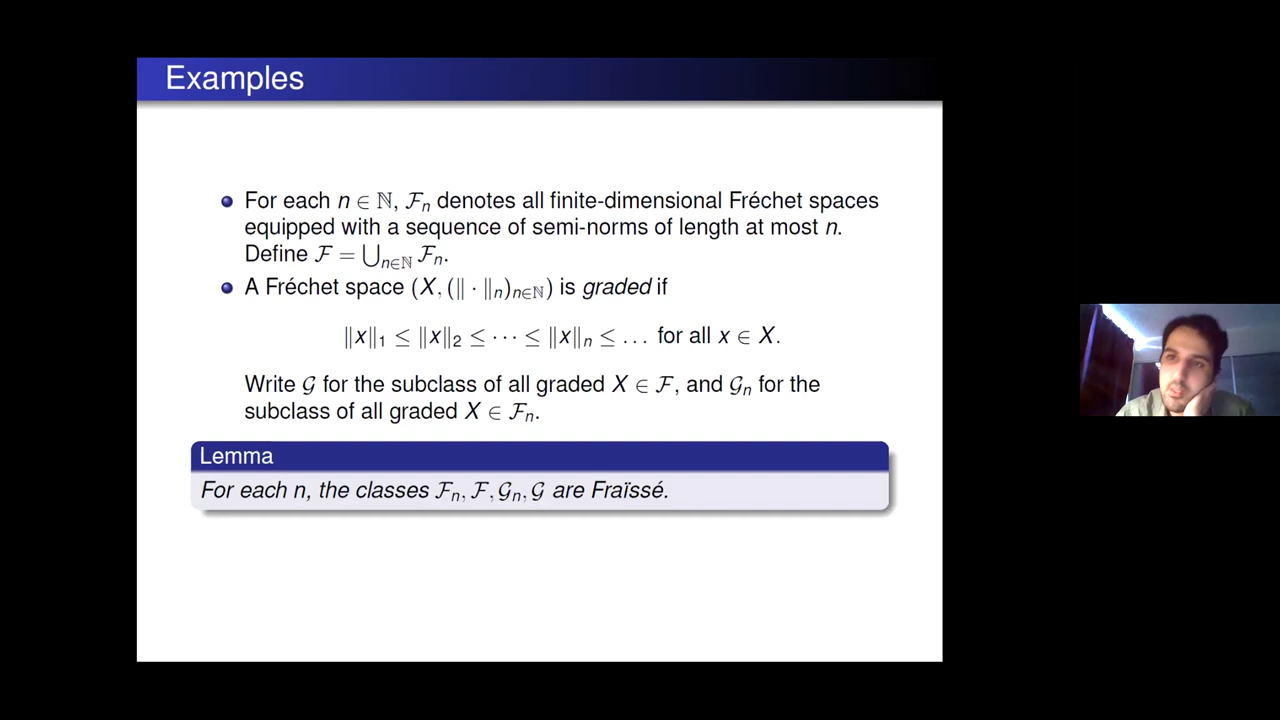 Examples
For each n ∈ ℕ, 𝓕ₙ denotes all finite-dimensional Fréchet spaces
equipped with a sequence of semi-norms of length at most n.
Define 𝓕 = ⋃_{n∈ℕ} 𝓕ₙ.
A Fréchet space (X, (‖ · ‖ₙ)_{n∈ℕ}) is graded if
‖x‖₁ ≤ ‖x‖₂ ≤ ⋯ ≤ ‖x‖ₙ ≤ … for all x ∈ X.
Write 𝓖 for the subclass of all graded X ∈ 𝓕, and 𝓖ₙ for the
subclass of all graded X ∈ 𝓕ₙ.
Lemma
For each n, the classes 𝓕ₙ, 𝓕, 𝓖ₙ, 𝓖 are Fraïssé.